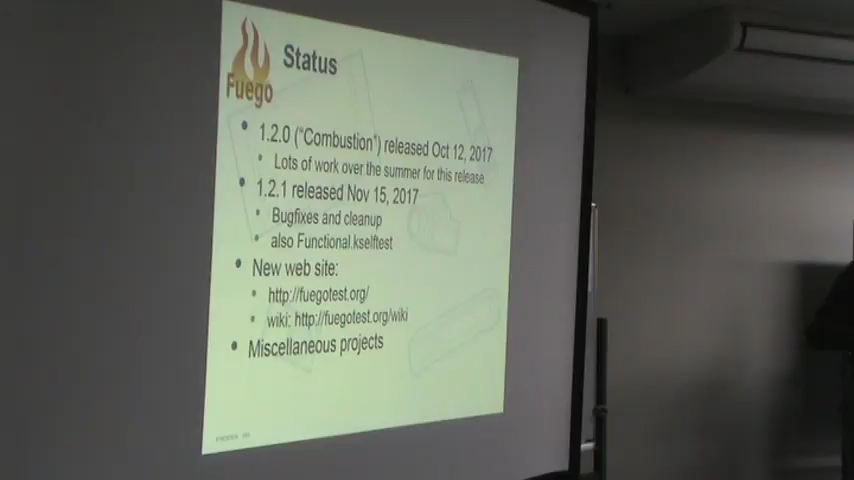 Fuego
Status
• 1.2.0 ("Combustion") released Oct 12, 2017
• Lots of work over the summer for this release
• 1.2.1 released Nov 15, 2017
• Bugfixes and cleanup
• also Functional.kselftest
• New web site:
• http://fuegotest.org/
• wiki: http://fuegotest.org/wiki
• Miscellaneous projects